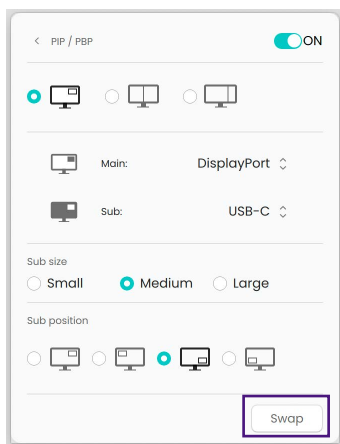 < PIP / PBP ON
Main: DisplayPort
Sub: USB-C
Sub size
Small Medium Large
Sub position
Swap